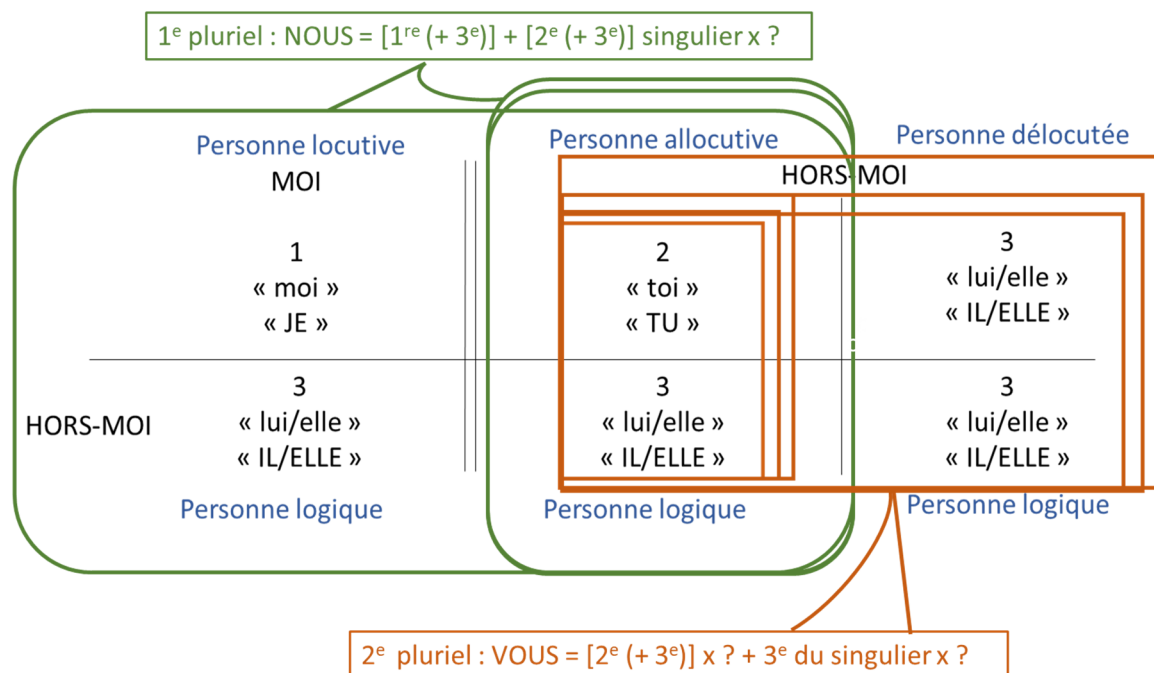 1ᵉ pluriel : NOUS = [1ʳᵉ (+ 3ᵉ)] + [2ᵉ (+ 3ᵉ)] singulier x ?
Personne locutive
Personne allocutive
Personne délocutée
MOI
HORS-MOI
1
« moi »
« JE »
2
« toi »
« TU »
3
« lui/elle »
« IL/ELLE »
HORS-MOI
3
« lui/elle »
« IL/ELLE »
3
« lui/elle »
« IL/ELLE »
3
« lui/elle »
« IL/ELLE »
Personne logique
Personne logique
Personne logique
2ᵉ pluriel : VOUS = [2ᵉ (+ 3ᵉ)] x ? + 3ᵉ du singulier x ?